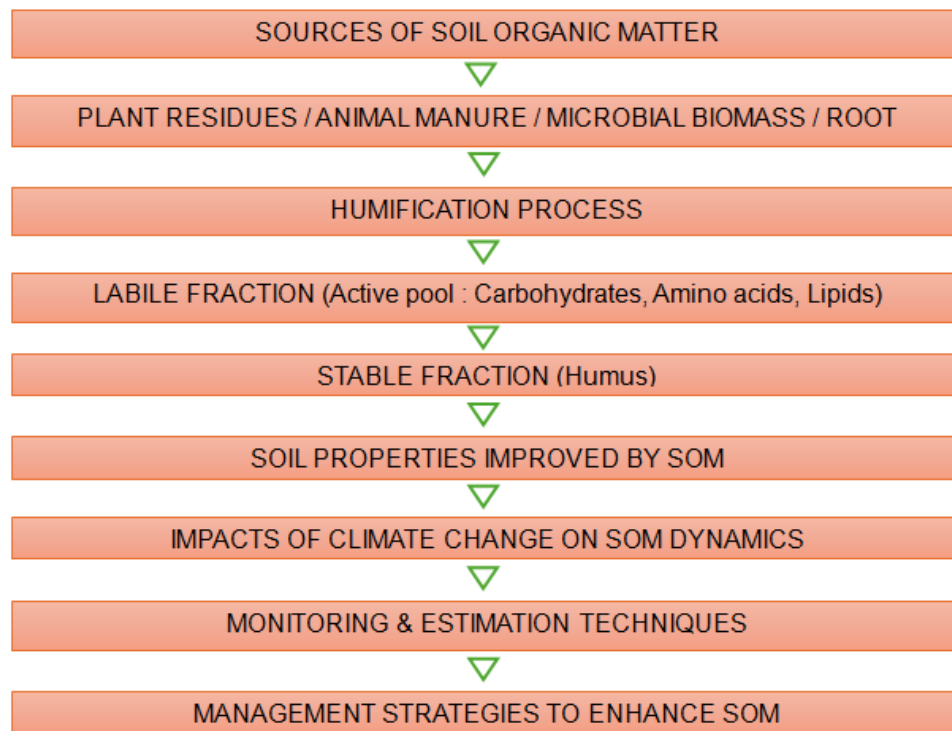 SOURCES OF SOIL ORGANIC MATTER
PLANT RESIDUES / ANIMAL MANURE / MICROBIAL BIOMASS / ROOT
HUMIFICATION PROCESS
LABILE FRACTION (Active pool : Carbohydrates, Amino acids, Lipids)
STABLE FRACTION (Humus)
SOIL PROPERTIES IMPROVED BY SOM
IMPACTS OF CLIMATE CHANGE ON SOM DYNAMICS
MONITORING & ESTIMATION TECHNIQUES
MANAGEMENT STRATEGIES TO ENHANCE SOM